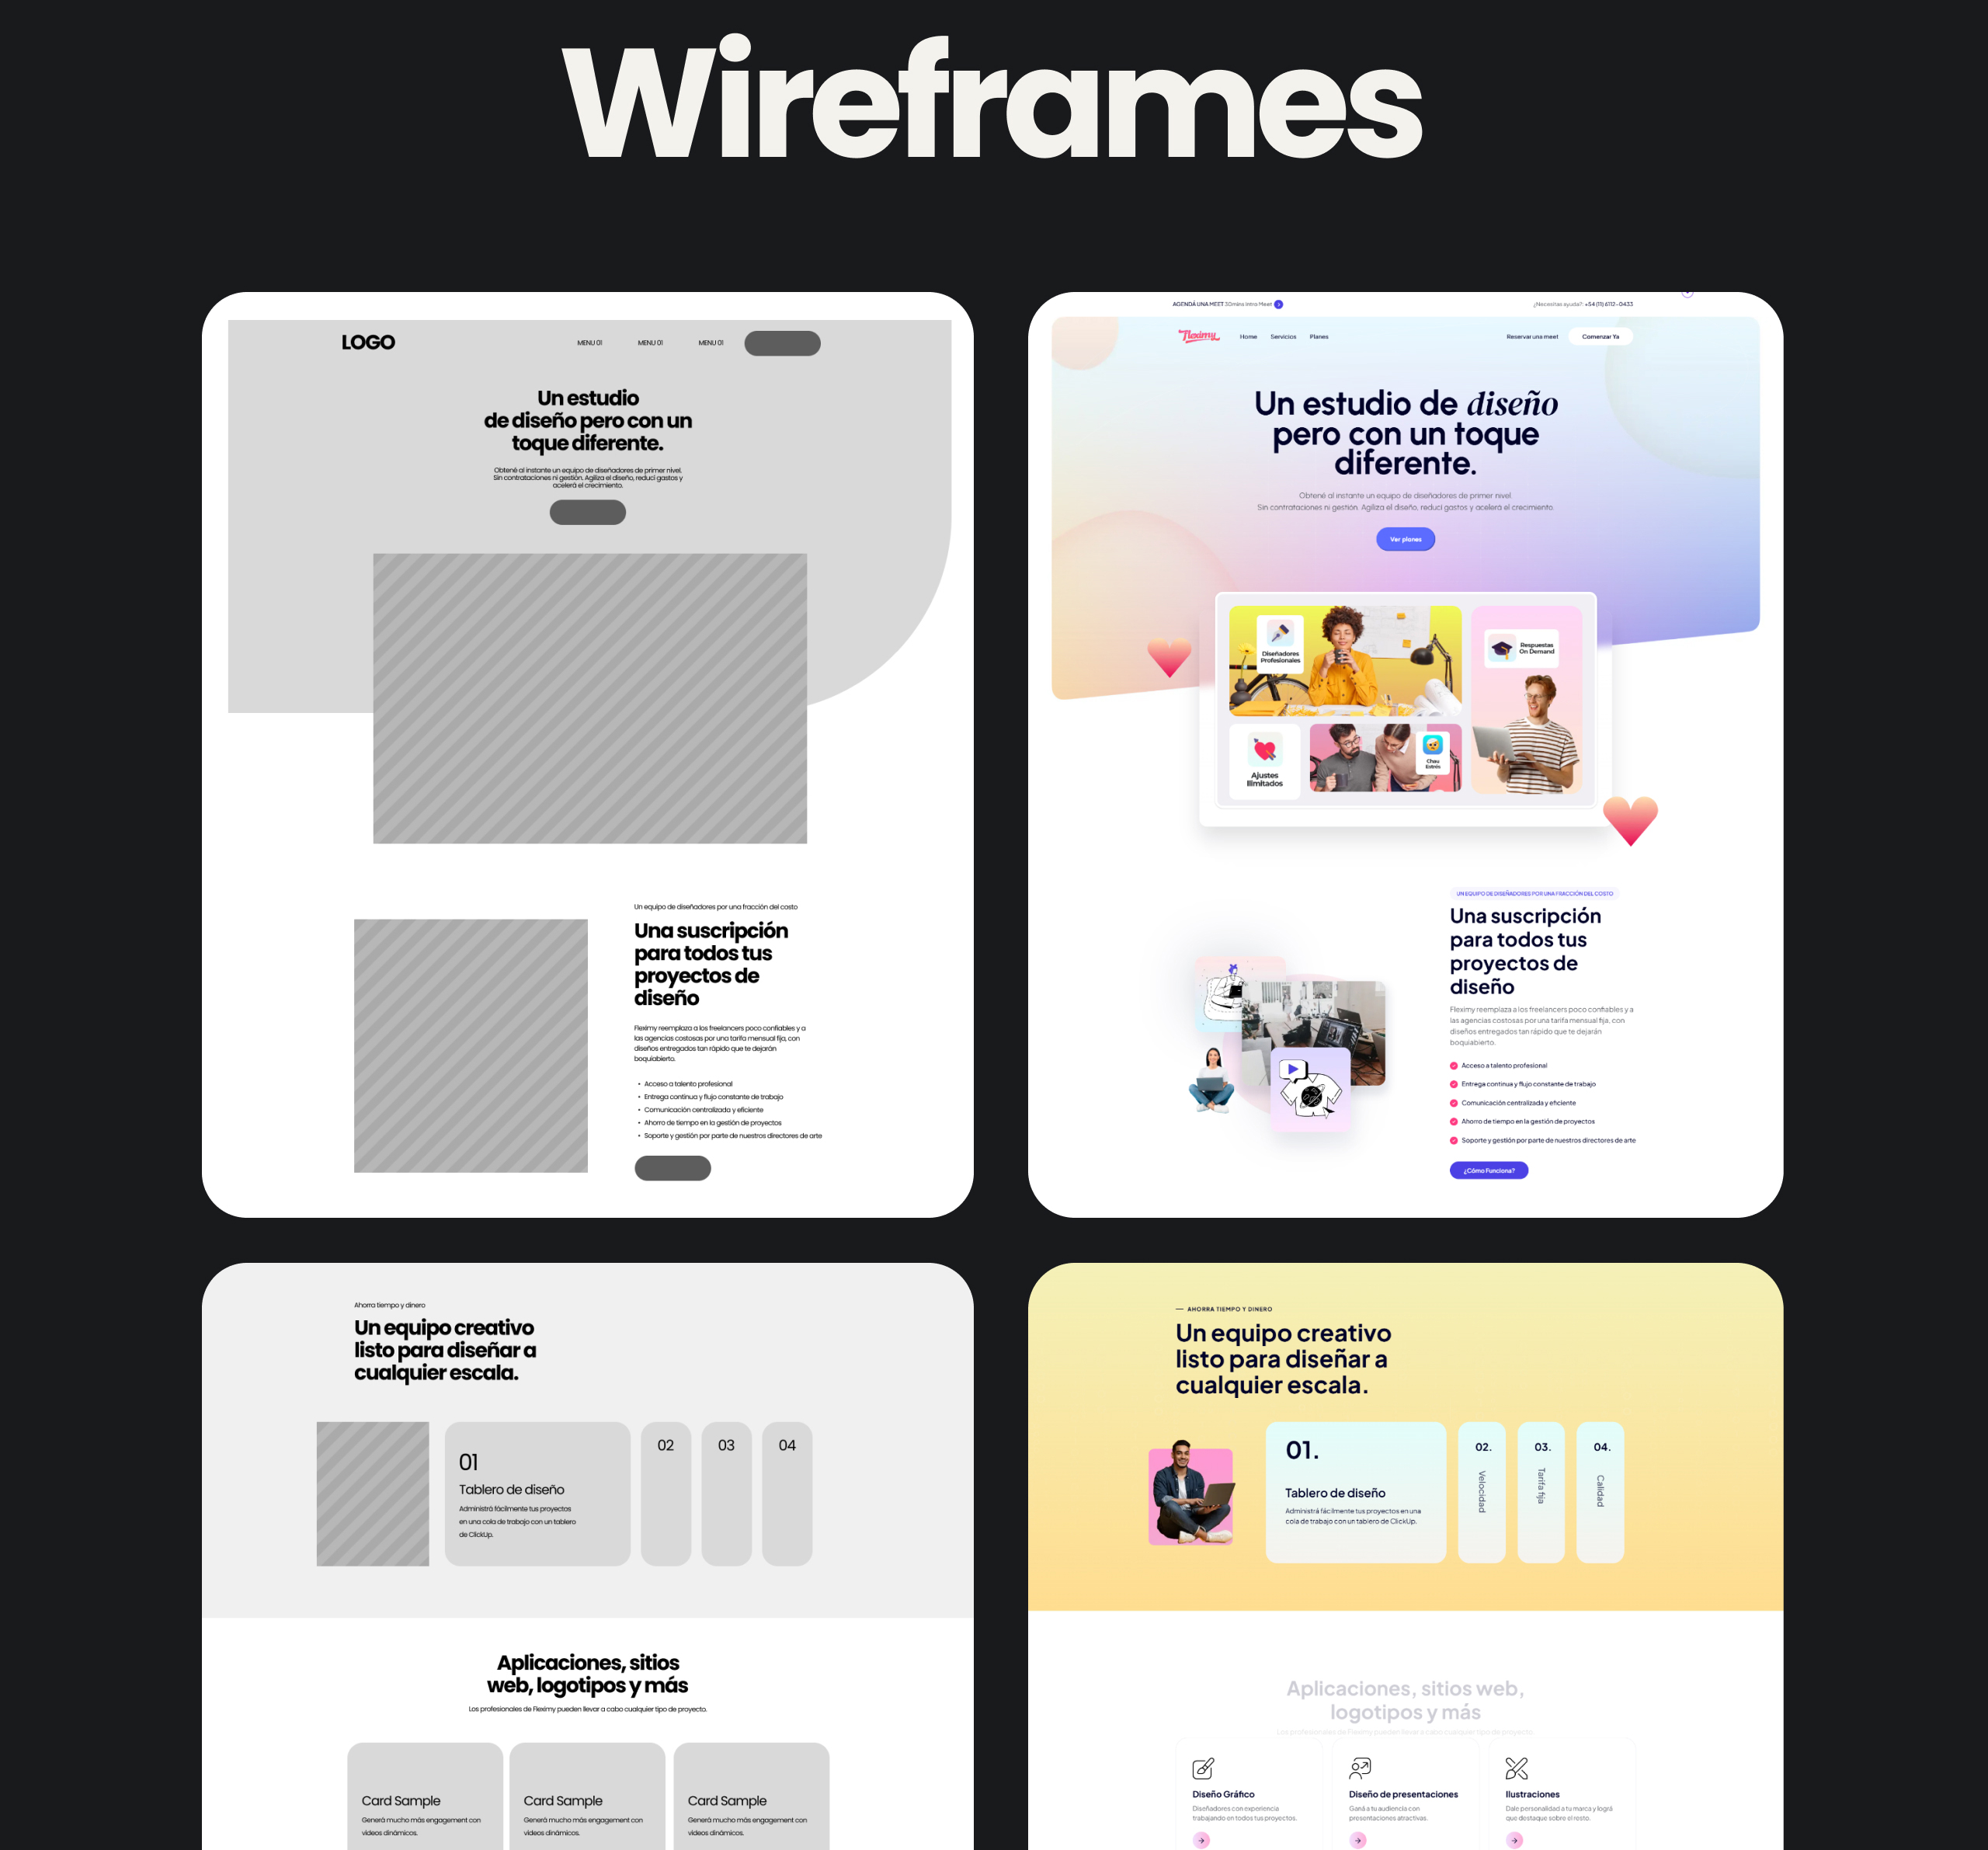 Wireframes
LOGO
MENU 01
MENU 01
MENU 01
Un estudio
de diseño pero con un
toque diferente.
Obtené al instante un equipo de diseñadores de primer nivel.
Sin contrataciones ni gestión. Agiliza el diseño, reducí gastos y
acelerá el crecimiento.
Un equipo de diseñadores por una fracción del costo
Una suscripción
para todos tus
proyectos de
diseño
Fleximy reemplaza a los freelancers poco confiables y a
las agencias costosas por una tarifa mensual fija, con
diseños entregados tan rápido que te dejarán
boquiabierto.
• Acceso a talento profesional
• Entrega continua y flujo constante de trabajo
• Comunicación centralizada y eficiente
• Ahorro de tiempo en la gestión de proyectos
• Soporte y gestión por parte de nuestros directores de arte
AGENDÁ UNA MEET 30mins Intro Meet
¿Necesitas ayuda?: +54 (11) 6112-0433
Fleximy
Home
Servicios
Planes
Reservar una meet
Comenzar Ya
Un estudio de diseño
pero con un toque
diferente.
Obtené al instante un equipo de diseñadores de primer nivel.
Sin contrataciones ni gestión. Agiliza el diseño, reducí gastos y acelerá el crecimiento.
Ver planes
Diseñadores
Profesionales
Respuestas
On Demand
Ajustes
Ilimitados
Chau
Estrés
UN EQUIPO DE DISEÑADORES POR UNA FRACCIÓN DEL COSTO
Una suscripción
para todos tus
proyectos de
diseño
Fleximy reemplaza a los freelancers poco confiables y a
las agencias costosas por una tarifa mensual fija, con
diseños entregados tan rápido que te dejarán
boquiabierto.
Acceso a talento profesional
Entrega continua y flujo constante de trabajo
Comunicación centralizada y eficiente
Ahorro de tiempo en la gestión de proyectos
Soporte y gestión por parte de nuestros directores de arte
¿Cómo Funciona?
Ahorra tiempo y dinero
Un equipo creativo
listo para diseñar a
cualquier escala.
01
Tablero de diseño
Administrá fácilmente tus proyectos
en una cola de trabajo con un tablero
de ClickUp.
02
03
04
Aplicaciones, sitios
web, logotipos y más
Los profesionales de Fleximy pueden llevar a cabo cualquier tipo de proyecto.
Card Sample
Generá mucho más engagement con
videos dinámicos.
Card Sample
Generá mucho más engagement con
videos dinámicos.
Card Sample
Generá mucho más engagement con
videos dinámicos.
— AHORRA TIEMPO Y DINERO
Un equipo creativo
listo para diseñar a
cualquier escala.
01.
Tablero de diseño
Administrá fácilmente tus proyectos en una
cola de trabajo con un tablero de ClickUp.
02.
Velocidad
03.
Tarifa fija
04.
Calidad
Aplicaciones, sitios web,
logotipos y más
Los profesionales de Fleximy pueden llevar a cabo cualquier tipo de proyecto.
Diseño Gráfico
Diseñadores con experiencia
trabajando en todos tus proyectos.
Diseño de presentaciones
Ganá a tu audiencia con
presentaciones atractivas.
Ilustraciones
Dale personalidad a tu marca y lográ
que destaque sobre el resto.